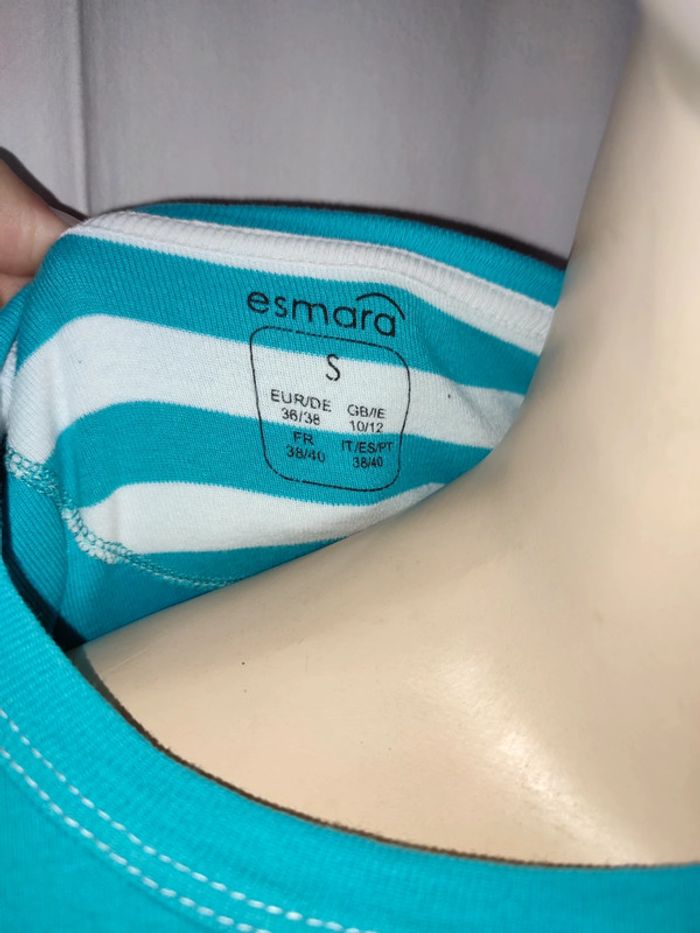 esmara
S
EUR/DE GB/IE
36/38 10/12
FR IT/ES/PT
38/40 38/40